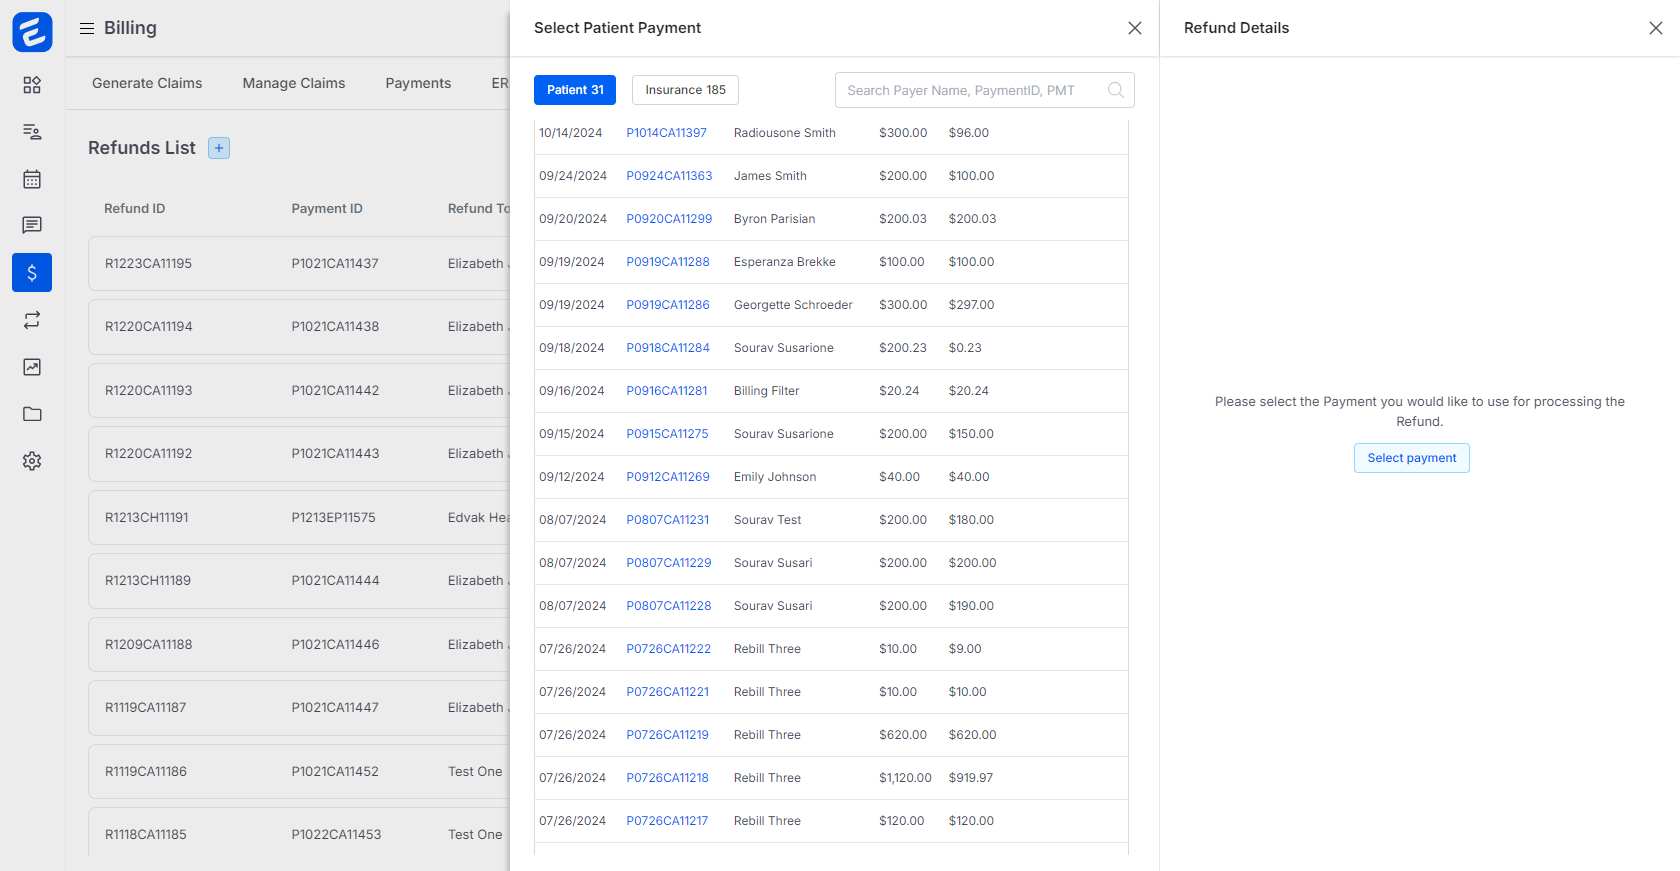 Billing
Generate Claims
Manage Claims
Payments
ER
Refunds List
+
Refund ID Payment ID Refund To
R1223CA11195 P1021CA11437 Elizabeth J
R1220CA11194 P1021CA11438 Elizabeth J
R1220CA11193 P1021CA11442 Elizabeth J
R1220CA11192 P1021CA11443 Elizabeth J
R1213CH11191 P1213EP11575 Edvak Hea
R1213CH11189 P1021CA11444 Elizabeth J
R1209CA11188 P1021CA11446 Elizabeth J
R1119CA11187 P1021CA11447 Elizabeth J
R1119CA11186 P1021CA11452 Test One
R1118CA11185 P1022CA11453 Test One
Select Patient Payment
Patient 31
Insurance 185
Search Payer Name, PaymentID, PMT
10/14/2024 P1014CA11397 Radiousone Smith $300.00 $96.00
09/24/2024 P0924CA11363 James Smith $200.00 $100.00
09/20/2024 P0920CA11299 Byron Parisian $200.03 $200.03
09/19/2024 P0919CA11288 Esperanza Brekke $100.00 $100.00
09/19/2024 P0919CA11286 Georgette Schroeder $300.00 $297.00
09/18/2024 P0918CA11284 Sourav Susarione $200.23 $0.23
09/16/2024 P0916CA11281 Billing Filter $20.24 $20.24
09/15/2024 P0915CA11275 Sourav Susarione $200.00 $150.00
09/12/2024 P0912CA11269 Emily Johnson $40.00 $40.00
08/07/2024 P0807CA11231 Sourav Test $200.00 $180.00
08/07/2024 P0807CA11229 Sourav Susari $200.00 $200.00
08/07/2024 P0807CA11228 Sourav Susari $200.00 $190.00
07/26/2024 P0726CA11222 Rebill Three $10.00 $9.00
07/26/2024 P0726CA11221 Rebill Three $10.00 $10.00
07/26/2024 P0726CA11219 Rebill Three $620.00 $620.00
07/26/2024 P0726CA11218 Rebill Three $1,120.00 $919.97
07/26/2024 P0726CA11217 Rebill Three $120.00 $120.00
Refund Details
Please select the Payment you would like to use for processing the
Refund.
Select payment